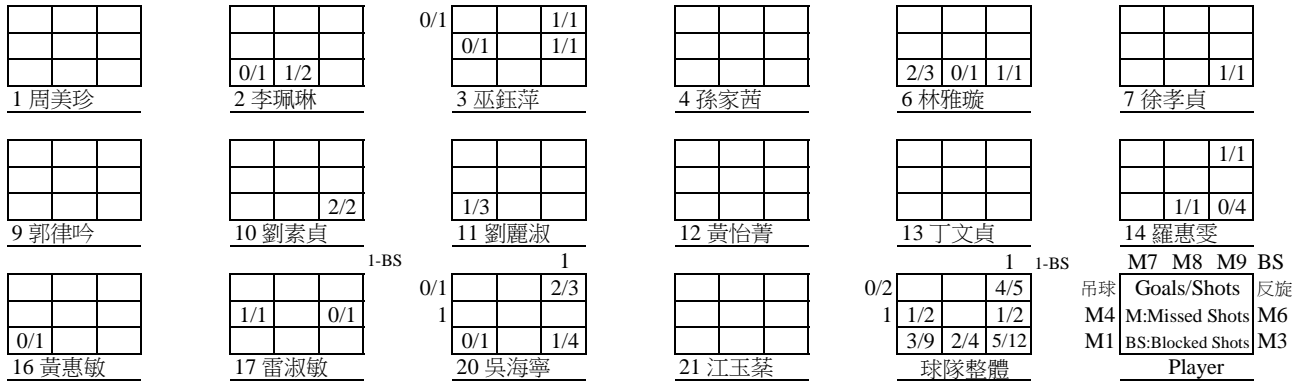 0/1 1/1
0/1 1/1
0/1 1/2 2/3 0/1 1/1 1/1
1 周美珍 2 李珮琳 3 巫鈺萍 4 孫家茜 6 林雅璇 7 徐孝貞
1/1
2/2 1/3 1/1 0/4
9 郭律吟 10 劉素貞 11 劉麗淑 12 黃怡菁 13 丁文貞 14 羅惠雯
1-BS 1 1 1-BS M7 M8 M9 BS
0/1 2/3 0/2 4/5 吊球 Goals/Shots 反旋
1/1 0/1 1 1 1/2 1/2 M4 M:Missed Shots M6
0/1 0/1 1/4 3/9 2/4 5/12 M1 BS:Blocked Shots M3
16 黃惠敏 17 雷淑敏 20 吳海寧 21 江玉棻 球隊整體 Player